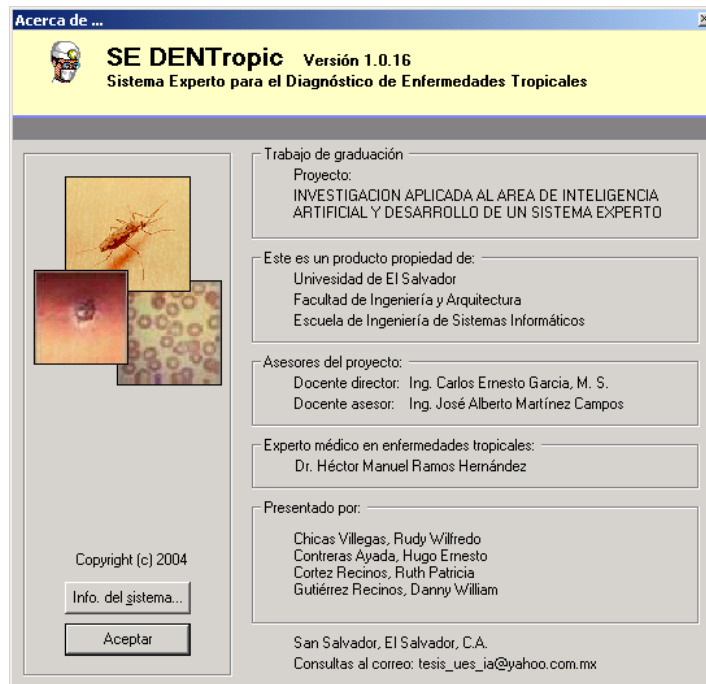 Acerca de ...
SE DENTropic Versión 1.0.16
Sistema Experto para el Diagnóstico de Enfermedades Tropicales
Trabajo de graduación
Proyecto:
INVESTIGACION APLICADA AL AREA DE INTELIGENCIA
ARTIFICIAL Y DESARROLLO DE UN SISTEMA EXPERTO
Este es un producto propiedad de:
Univesidad de El Salvador
Facultad de Ingeniería y Arquitectura
Escuela de Ingeniería de Sistemas Informáticos
Asesores del proyecto:
Docente director: Ing. Carlos Ernesto Garcia, M. S.
Docente asesor: Ing. José Alberto Martínez Campos
Experto médico en enfermedades tropicales:
Dr. Héctor Manuel Ramos Hernández
Presentado por:
Chicas Villegas, Rudy Wilfredo
Contreras Ayada, Hugo Ernesto
Cortez Recinos, Ruth Patricia
Gutiérrez Recinos, Danny William
Copyright (c) 2004
Info. del sistema...
Aceptar
San Salvador, El Salvador, C.A.
Consultas al correo: tesis_ues_ia@yahoo.com.mx